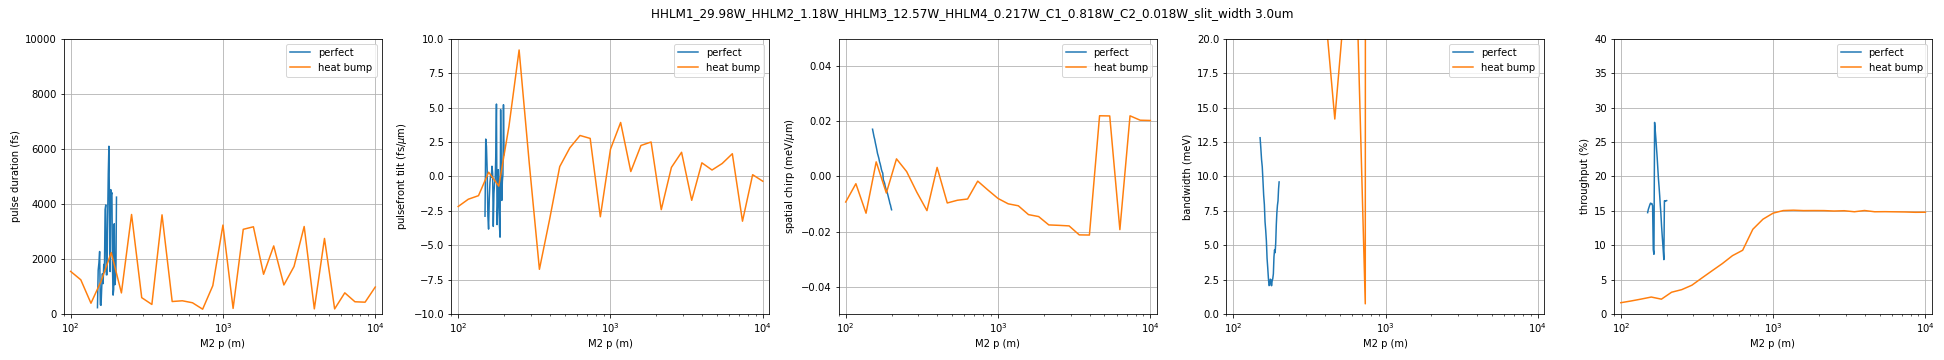 HHLM1_29.98W_HHLM2_1.18W_HHLM3_12.57W_HHLM4_0.217W_C1_0.818W_C2_0.018W_slit_width 3.0um
pulse duration (fs)
10000
8000
6000
4000
2000
0
perfect
heat bump
10²
10³
10⁴
M2 p (m)
pulsefront tilt (fs/μm)
10.0
7.5
5.0
2.5
0.0
−2.5
−5.0
−7.5
−10.0
perfect
heat bump
10²
10³
10⁴
M2 p (m)
spatial chirp (meV/μm)
0.04
0.02
0.00
−0.02
−0.04
perfect
heat bump
10²
10³
10⁴
M2 p (m)
bandwidth (meV)
20.0
17.5
15.0
12.5
10.0
7.5
5.0
2.5
0.0
perfect
heat bump
10²
10³
10⁴
M2 p (m)
throughput (%)
40
35
30
25
20
15
10
5
0
perfect
heat bump
10²
10³
10⁴
M2 p (m)